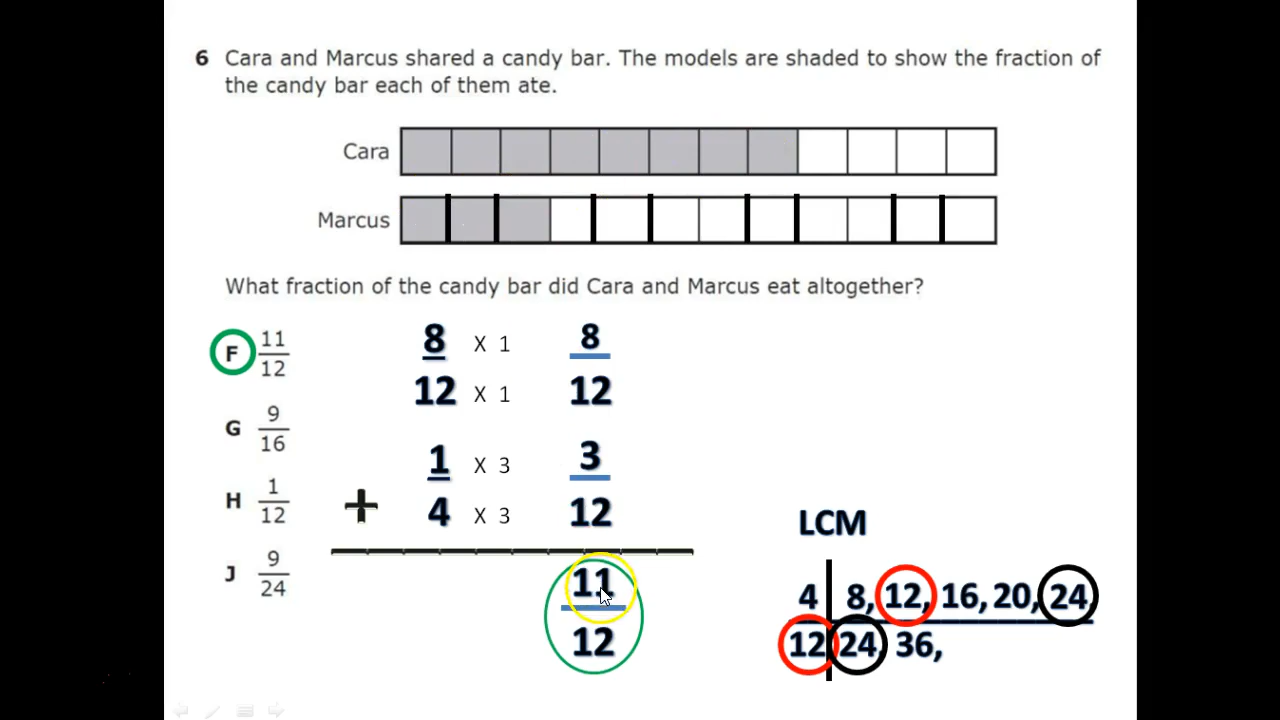 6 Cara and Marcus shared a candy bar. The models are shaded to show the fraction of
the candy bar each of them ate.
Cara
Marcus
What fraction of the candy bar did Cara and Marcus eat altogether?
F 11/12
G 9/16
H 1/12
J 9/24
8 X 1 8
12 X 1 12
1 X 3 3
+ 4 X 3 12
11
12
LCM
4 8, 12, 16, 20, 24,
12 24, 36,